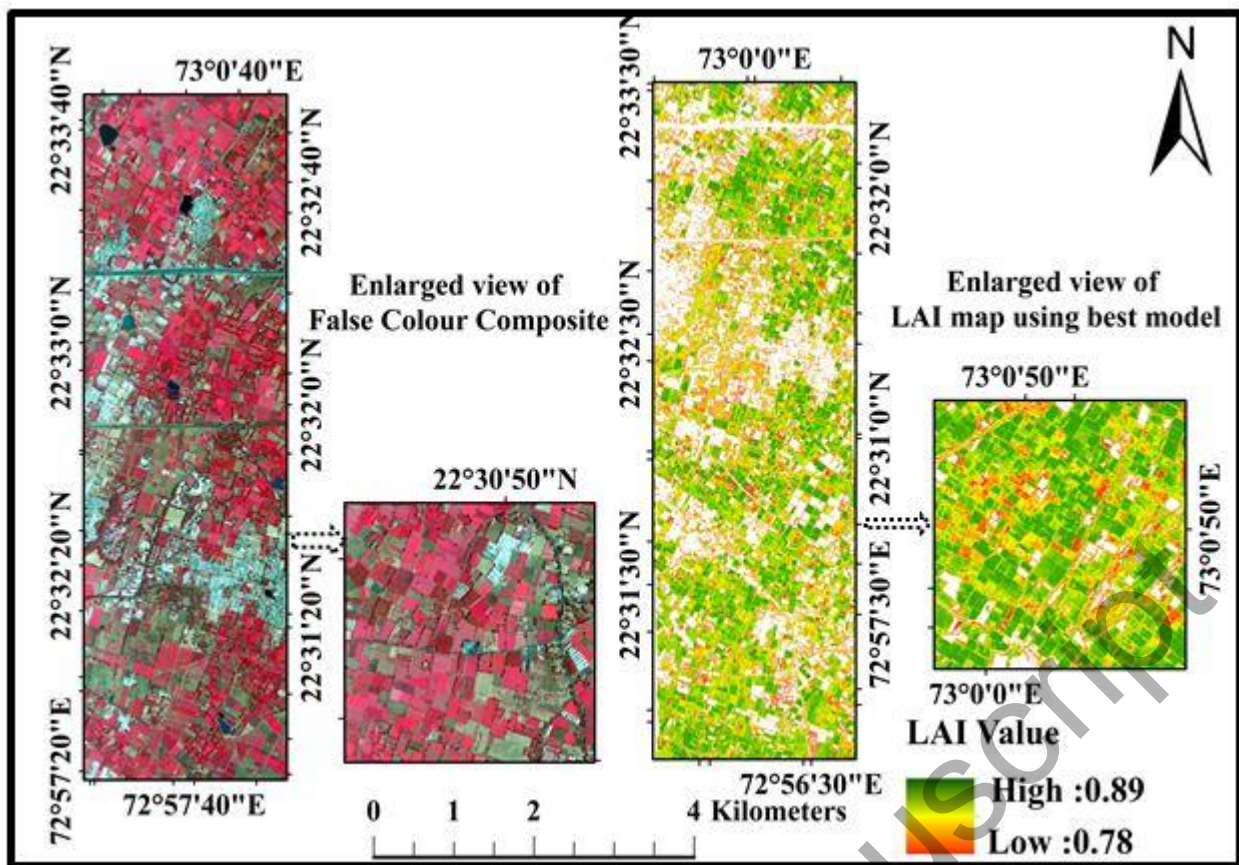 73°0'40"E
22°33'40"N
22°33'0"N
22°32'20"N
72°57'20"E
22°32'40"N
22°32'0"N
22°31'20"N
72°57'40"E
Enlarged view of
False Colour Composite
22°30'50"N
73°0'0"E
22°33'30"N
22°32'30"N
22°31'30"N
22°32'0"N
22°31'0"N
72°57'30"E
72°56'30"E
N
Enlarged view of
LAI map using best model
73°0'50"E
73°0'50"E
73°0'0"E
LAI Value
High :0.89
Low :0.78
0 1 2 4 Kilometers
uscript